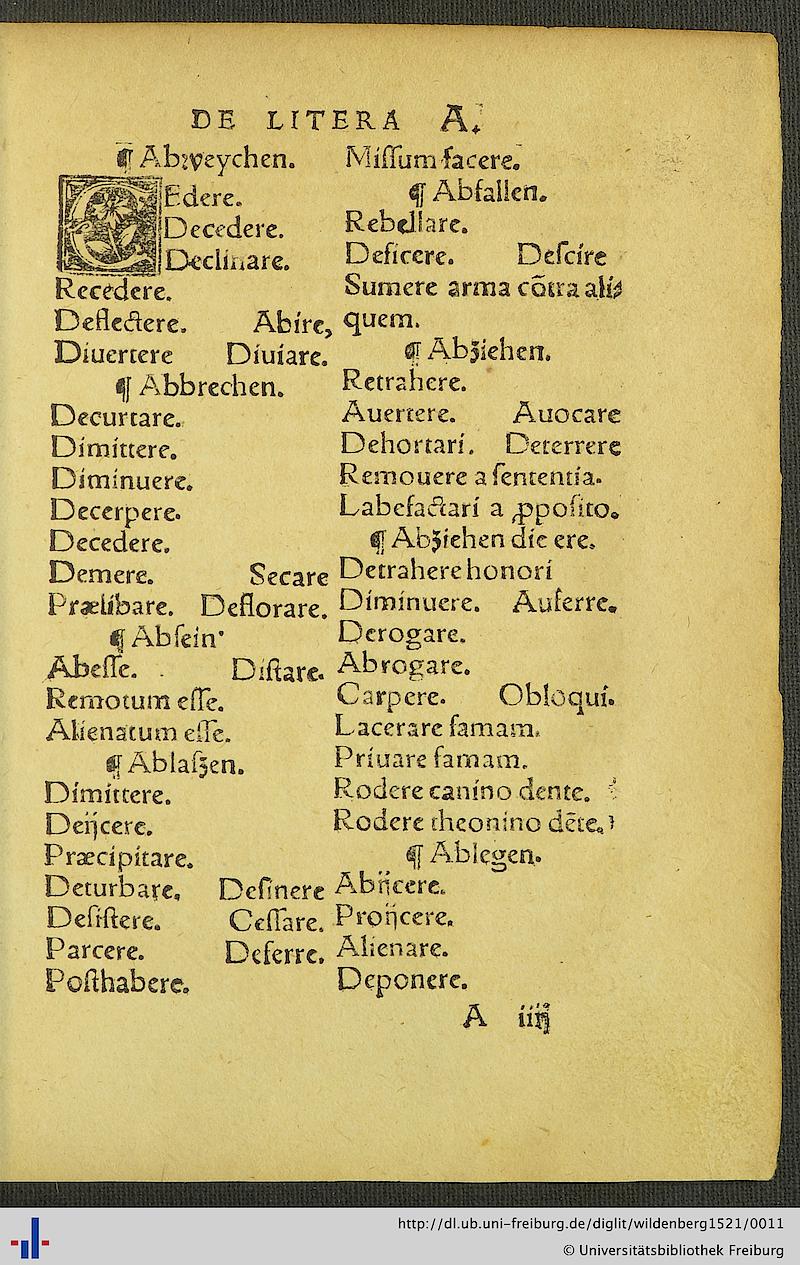 DE LITERA A.
¶ Abweychen.
CEdere.
Decedere.
Declinare.
Recedere.
Deflectere. Abire,
Diuertere Diuiare.
¶ Abbrechen.
Decurtare.
Dimittere.
Diminuere.
Decerpere.
Decedere.
Demere. Secare
Prælibare. Deflorare.
¶ Abſein
Abeſſe. Diſtare.
Remotum eſſe.
Alienatum eſſe.
¶ Ablaſzen.
Dimittere.
Deijcere.
Præcipitare.
Deturbare, Deſinere
Deſiſtere. Ceſſare.
Parcere. Deferre.
Poſthabere.
Miſſum facere.
¶ Abfallen.
Rebellare.
Deficere. Deſcire
Sumere arma cõtra ali⸗
quem.
¶ Abziehen.
Retrahere.
Auertere. Auocare
Dehortari. Deterrere
Remouere a ſententia.
Labefactari a ꝓpoſito.
¶ Abziehen die ere.
Detrahere honori
Diminuere. Auferre.
Derogare.
Abrogare.
Carpere. Obloqui.
Lacerare famam.
Priuare famam.
Rodere canino dente.
Rodere theonino dẽte.
¶ Ablegen.
Abijcere.
Proijcere.
Alienare.
Deponere.
A iiij
http://dl.ub.uni-freiburg.de/diglit/wildenberg1521/0011
© Universitätsbibliothek Freiburg